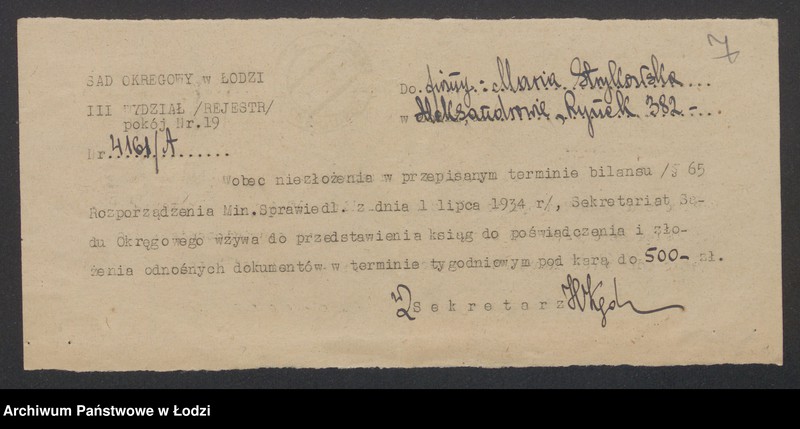 7
SAD OKRĘGOWY w ŁODZI
III WYDZIAŁ /REJESTR/
pokój Nr.19
Nr. 4161/A
Do firmy: Maria Strykowska
w Aleksandrowie, Rynek 382-
Wobec niezłożenia w przepisanym terminie bilansu /§ 65
Rozporządzenia Min.Sprawiedl. z dnia 1 lipca 1934 r/, Sekretariat Są-
du Okręgowego wzywa do przedstawienia ksiąg do poświadczenia i zło-
żenia odnośnych dokumentów w terminie tygodniowym pod karą do 500- zł.
Sekretarz
Archiwum Państwowe w Łodzi